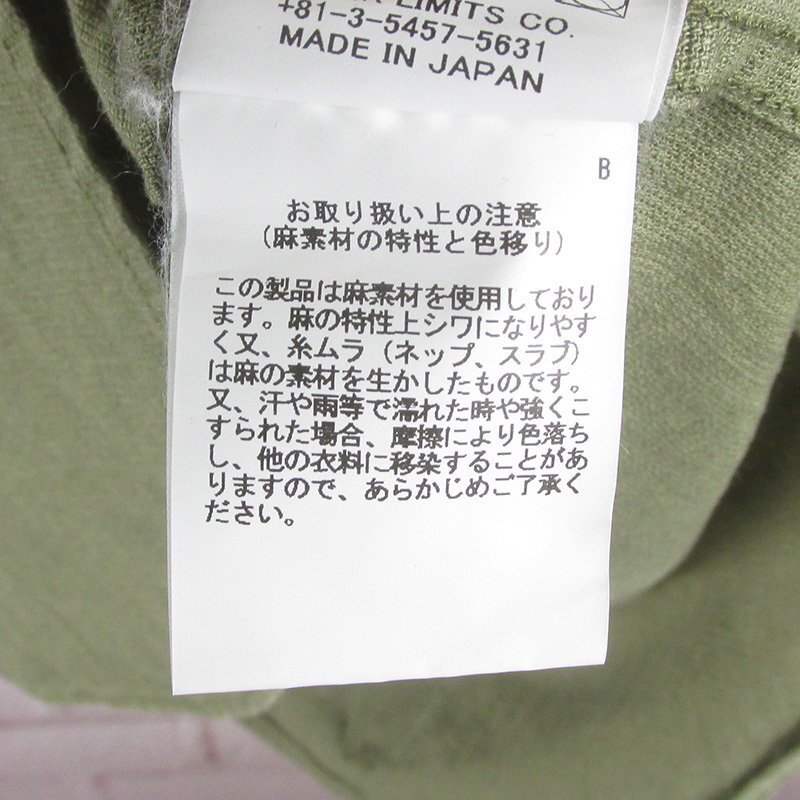 LIMITS CO.
+81-3-5457-5631
MADE IN JAPAN
B
お取り扱い上の注意
(麻素材の特性と色移り)
この製品は麻素材を使用しており
ます。麻の特性上シワになりやす
く又、糸ムラ(ネップ、スラブ)
は麻の素材を生かしたものです。
又、汗や雨等で濡れた時や強くこ
すられた場合、摩擦により色落ち
し、他の衣料に移染することがあ
りますので、あらかじめご了承く
ださい。